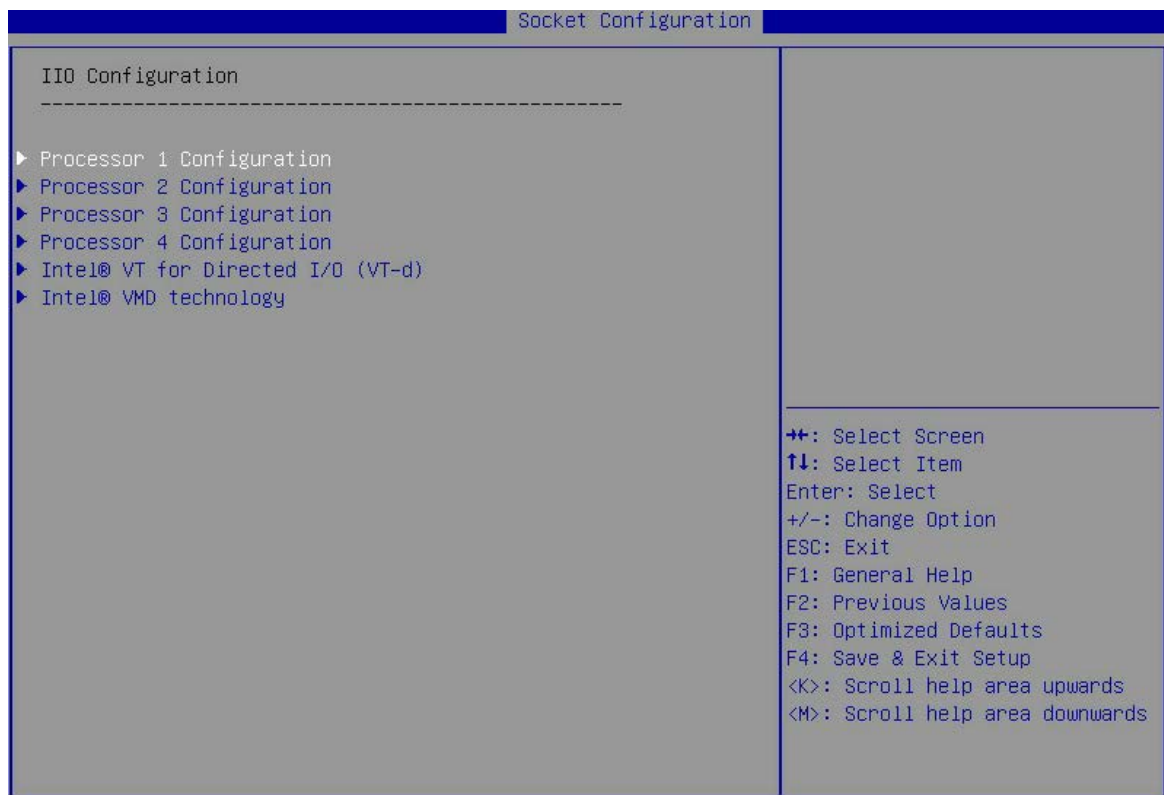 Socket Configuration
IIO Configuration
--------------------------------------------------
Processor 1 Configuration
Processor 2 Configuration
Processor 3 Configuration
Processor 4 Configuration
Intel® VT for Directed I/O (VT-d)
Intel® VMD technology
→←: Select Screen
↑↓: Select Item
Enter: Select
+/-: Change Option
ESC: Exit
F1: General Help
F2: Previous Values
F3: Optimized Defaults
F4: Save & Exit Setup
<K>: Scroll help area upwards
<M>: Scroll help area downwards